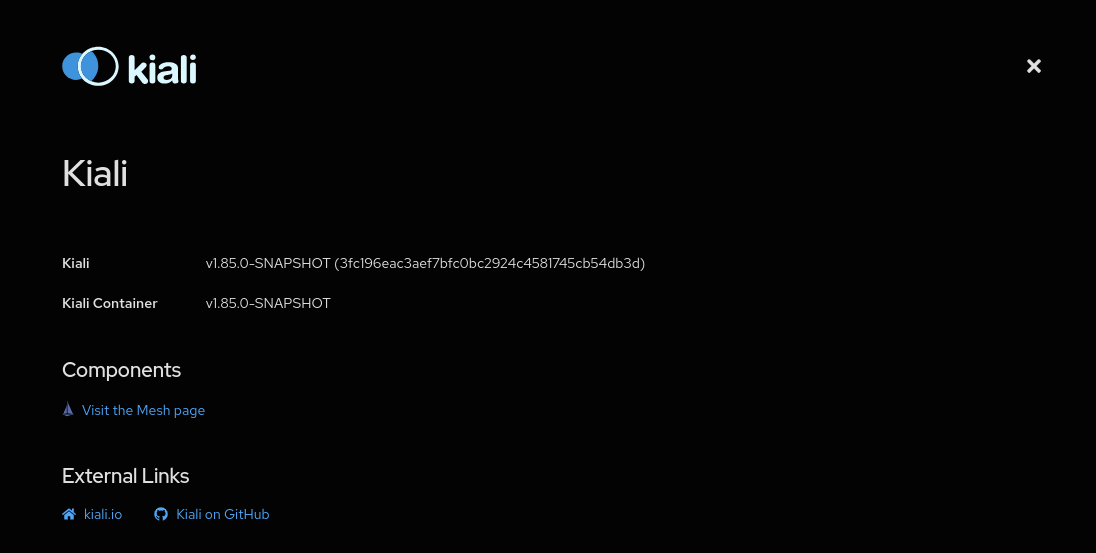 kiali
Kiali
Kiali v1.85.0-SNAPSHOT (3fc196eac3aef7bfc0bc2924c4581745cb54db3d)
Kiali Container v1.85.0-SNAPSHOT
Components
Visit the Mesh page
External Links
kiali.io Kiali on GitHub